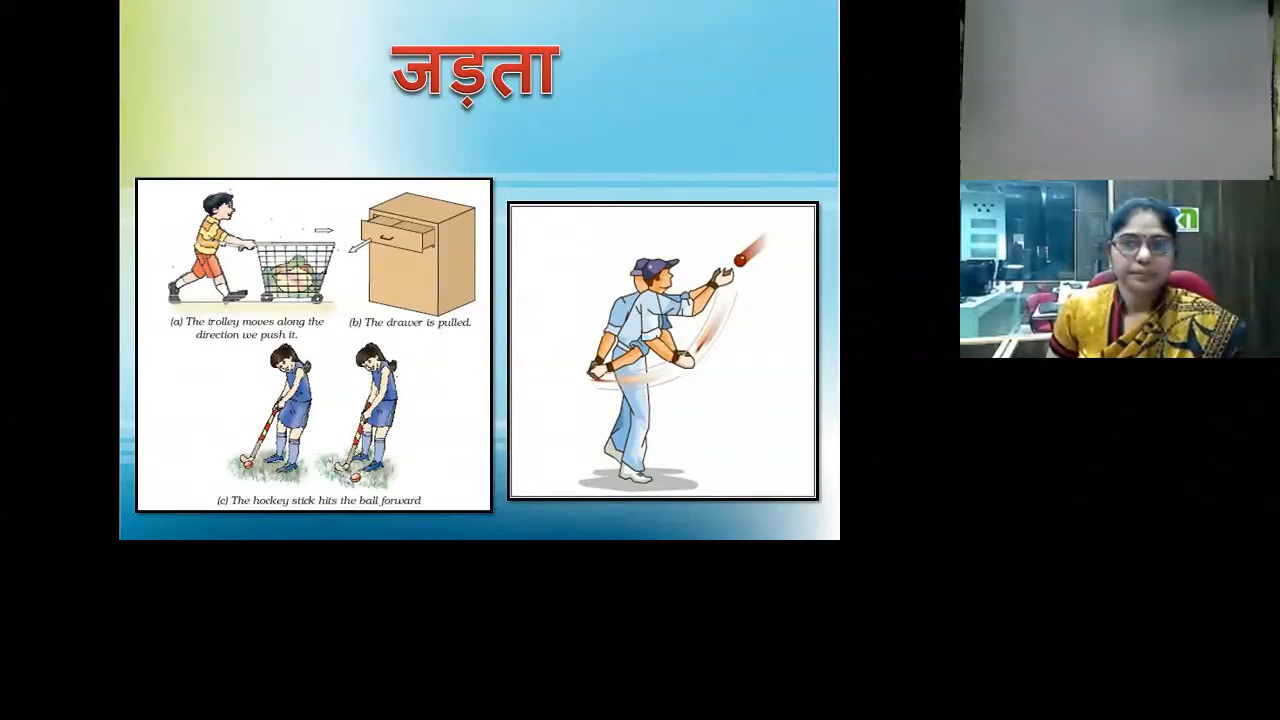 जड़ता
(a) The trolley moves along the
direction we push it.
(b) The drawer is pulled.
(c) The hockey stick hits the ball forward